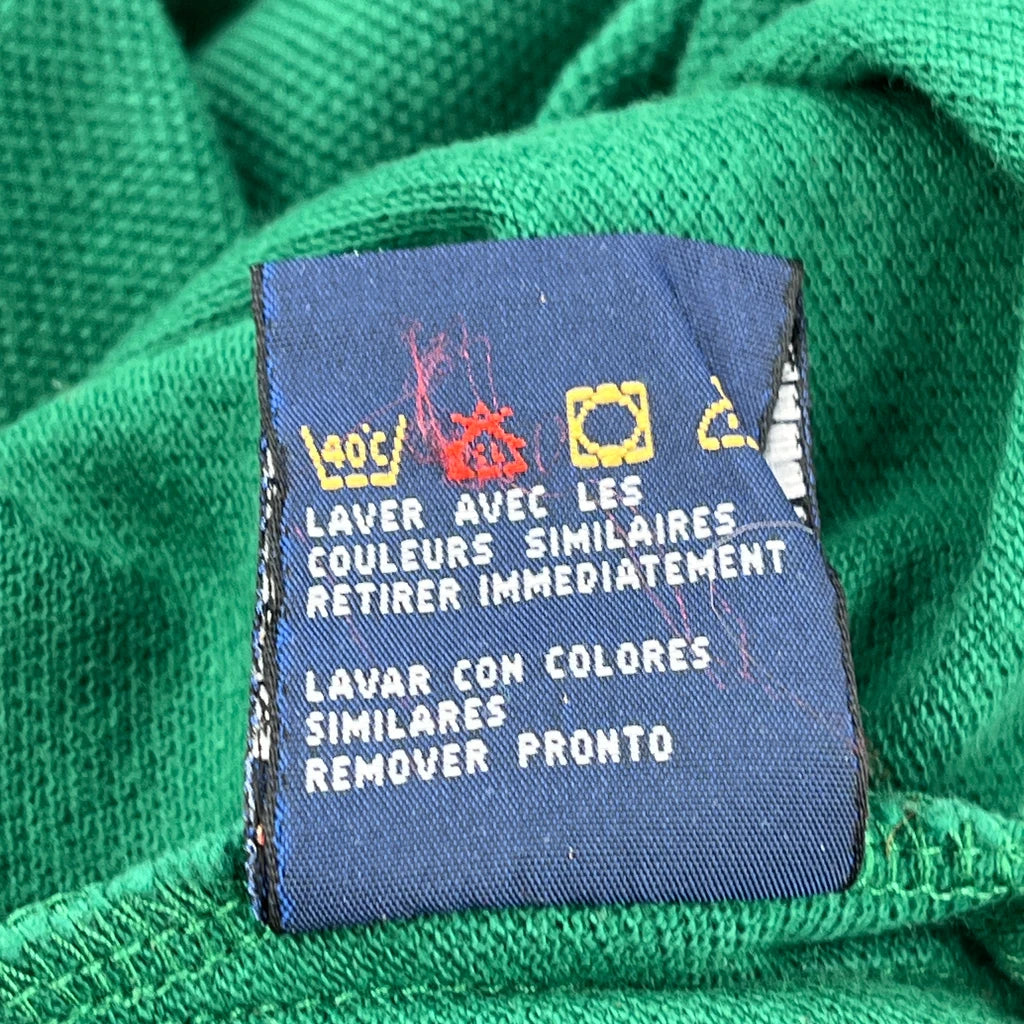 40°C
LAVER AVEC LES
COULEURS SIMILAIRES
RETIRER IMMEDIATEMENT
LAVAR CON COLORES
SIMILARES
REMOVER PRONTO